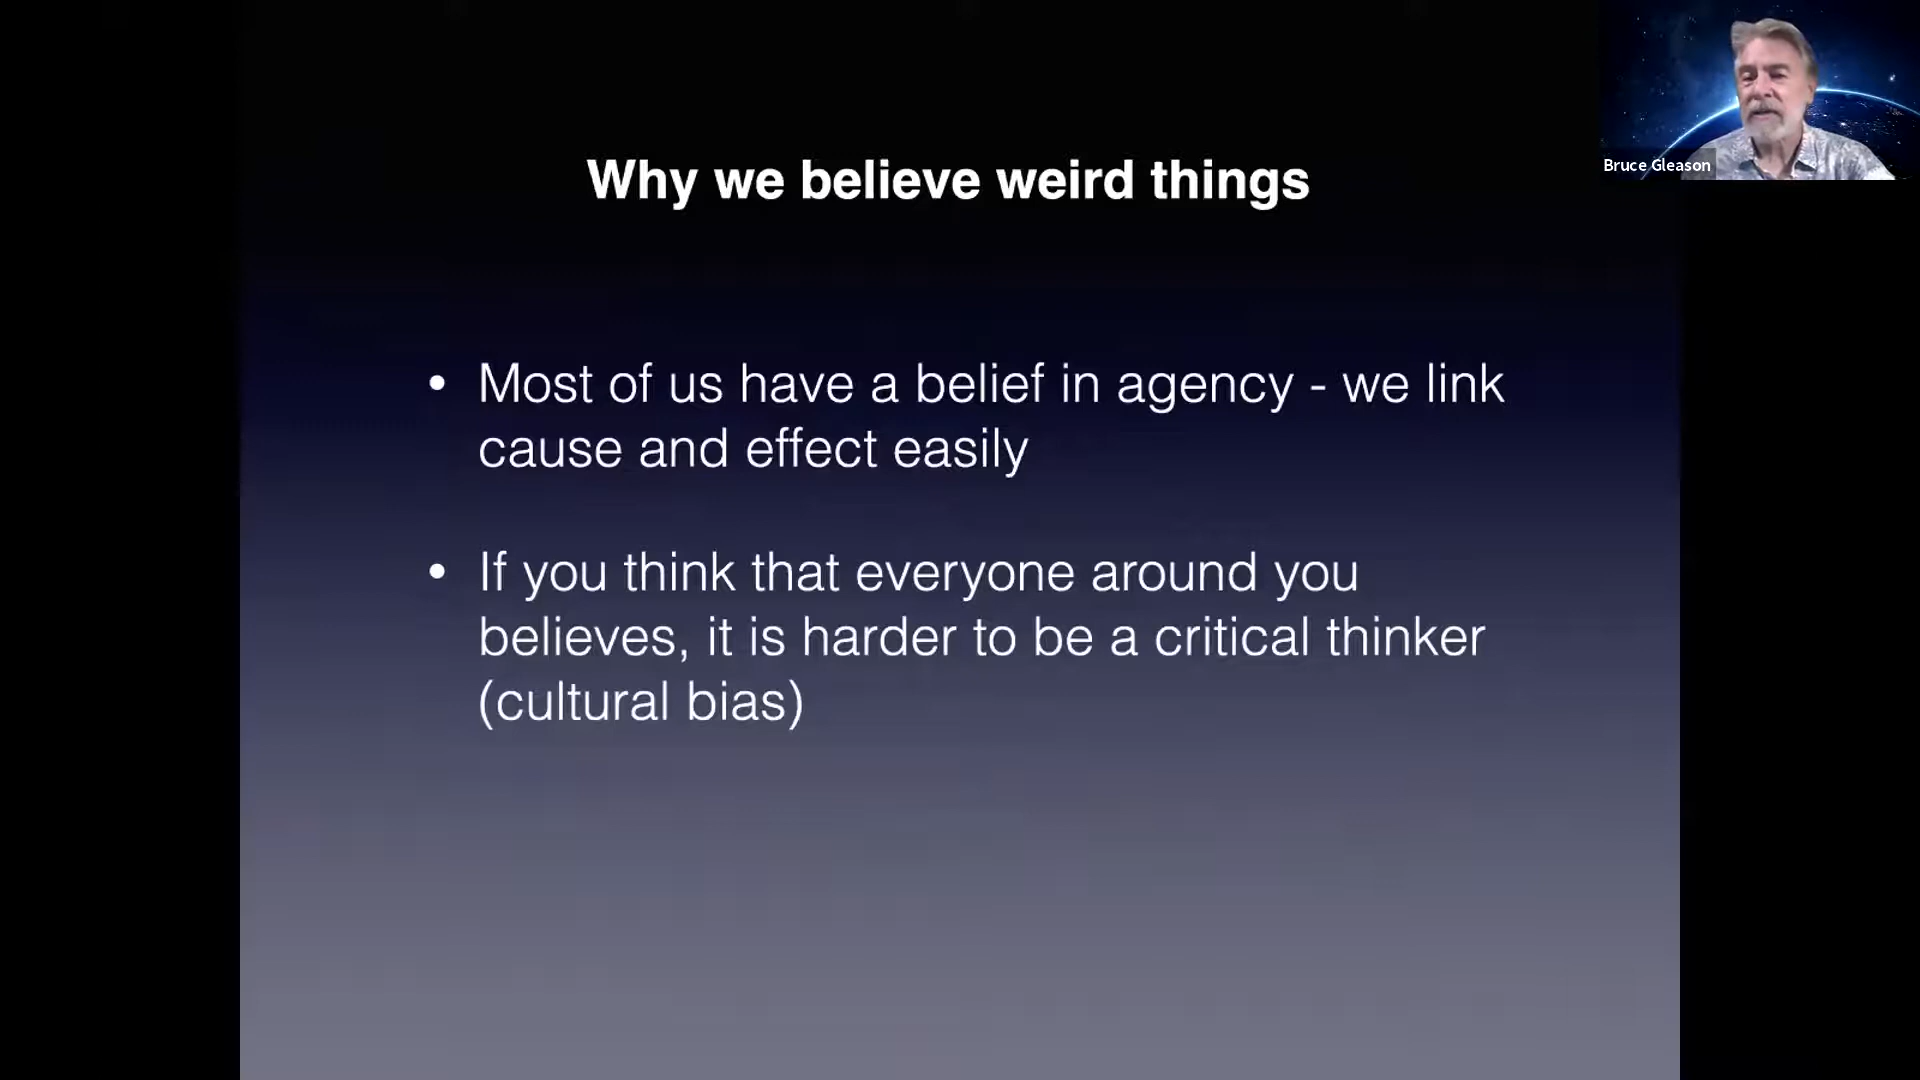 Why we believe weird things
Bruce Gleason
• Most of us have a belief in agency - we link
cause and effect easily
• If you think that everyone around you
believes, it is harder to be a critical thinker
(cultural bias)